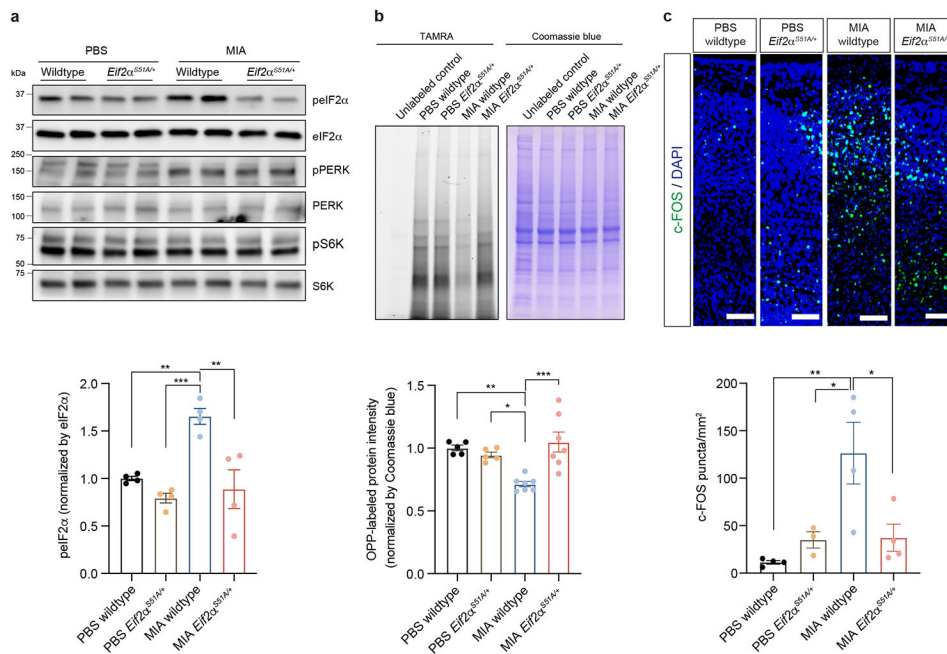 a
PBS MIA
Wildtype Eif2α^S51A/+ Wildtype Eif2α^S51A/+
kDa
37
peIF2α
37
eIF2α
250
150
pPERK
150
100
PERK
75
50
pS6K
75
S6K
peIF2α (normalized by eIF2α)
2.0
1.5
1.0
0.5
0.0
** **
***
PBS wildtype
PBS Eif2α^S51A/+
MIA wildtype
MIA Eif2α^S51A/+
b
TAMRA Coomassie blue
Unlabeled control
PBS wildtype
PBS Eif2α^S51A/+
MIA wildtype
MIA Eif2α^S51A/+
Unlabeled control
PBS wildtype
PBS Eif2α^S51A/+
MIA wildtype
MIA Eif2α^S51A/+
OPP-labeled protein intensity
(normalized by Coomassie blue)
1.5
1.0
0.5
0.0
** ***
*
PBS wildtype
PBS Eif2α^S51A/+
MIA wildtype
MIA Eif2α^S51A/+
c
PBS PBS MIA MIA
wildtype Eif2α^S51A/+ wildtype Eif2α^S51A/+
c-FOS / DAPI
c-FOS puncta/mm²
200
150
100
50
0
** *
*
PBS wildtype
PBS Eif2α^S51A/+
MIA wildtype
MIA Eif2α^S51A/+